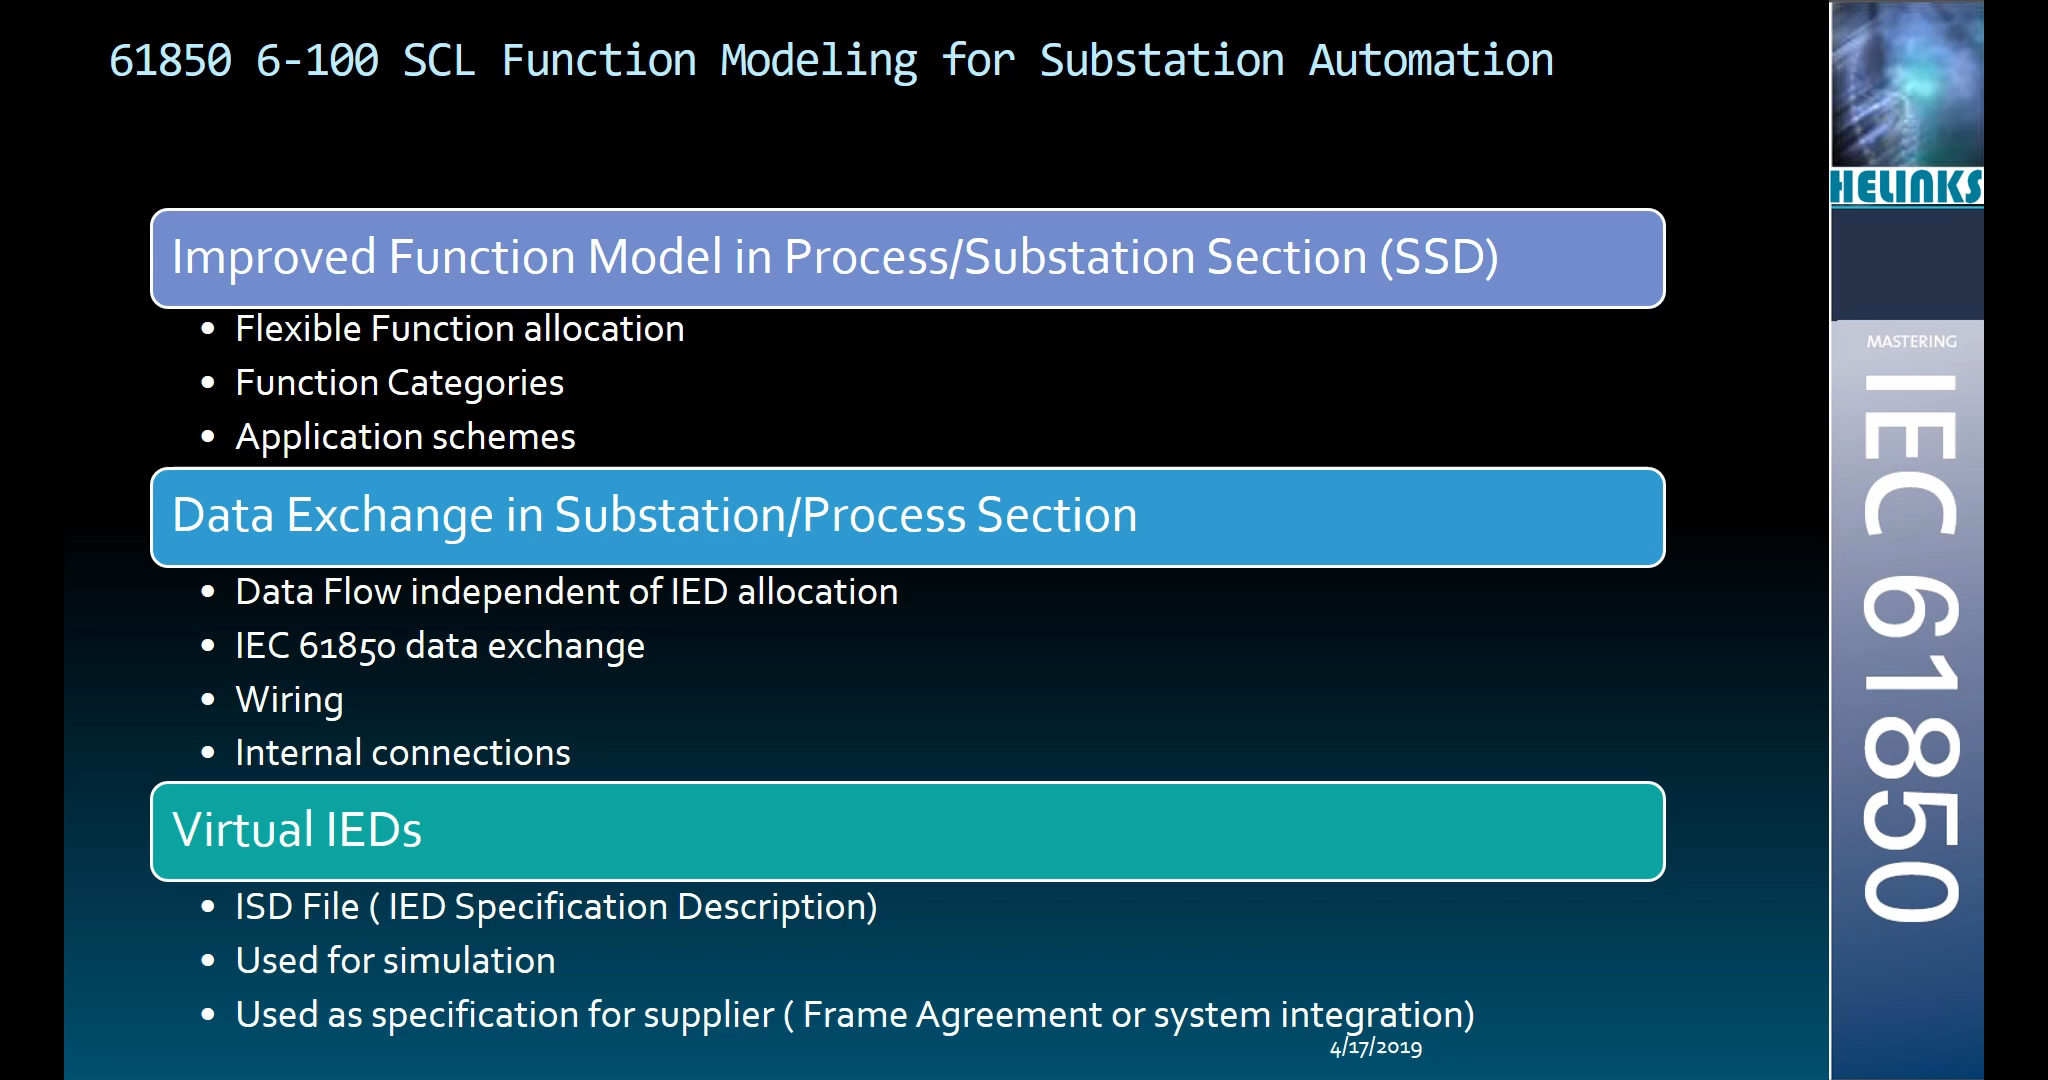 61850 6-100 SCL Function Modeling for Substation Automation
Improved Function Model in Process/Substation Section (SSD)
• Flexible Function allocation
• Function Categories
• Application schemes
Data Exchange in Substation/Process Section
• Data Flow independent of IED allocation
• IEC 61850 data exchange
• Wiring
• Internal connections
Virtual IEDs
• ISD File ( IED Specification Description)
• Used for simulation
• Used as specification for supplier ( Frame Agreement or system integration)
4/17/2019
HELINKS
MASTERING
IEC 61850